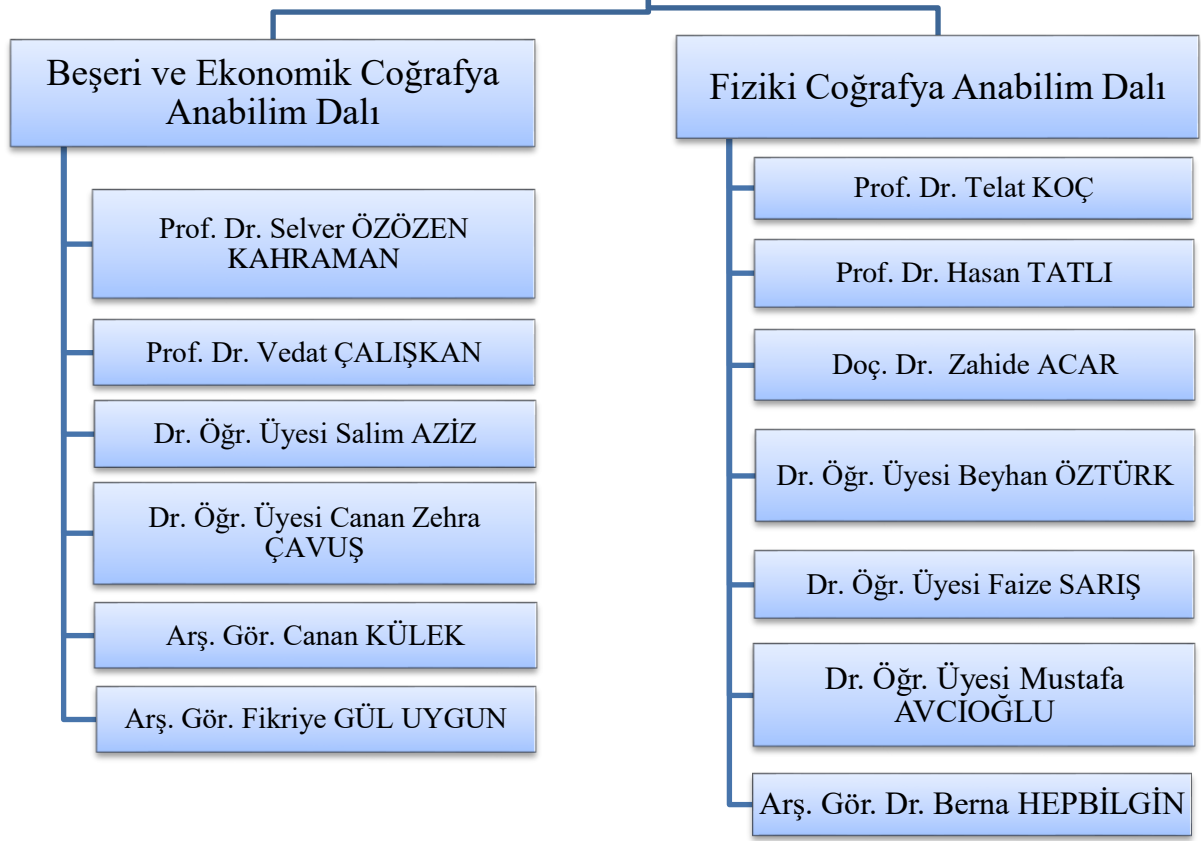 Beşeri ve Ekonomik Coğrafya
Anabilim Dalı
Prof. Dr. Selver ÖZÖZEN
KAHRAMAN
Prof. Dr. Vedat ÇALIŞKAN
Dr. Öğr. Üyesi Salim AZİZ
Dr. Öğr. Üyesi Canan Zehra
ÇAVUŞ
Arş. Gör. Canan KÜLEK
Arş. Gör. Fikriye GÜL UYGUN
Fiziki Coğrafya Anabilim Dalı
Prof. Dr. Telat KOÇ
Prof. Dr. Hasan TATLI
Doç. Dr.  Zahide ACAR
Dr. Öğr. Üyesi Beyhan ÖZTÜRK
Dr. Öğr. Üyesi Faize SARIŞ
Dr. Öğr. Üyesi Mustafa
AVCIOĞLU
Arş. Gör. Dr. Berna HEPBİLGİN